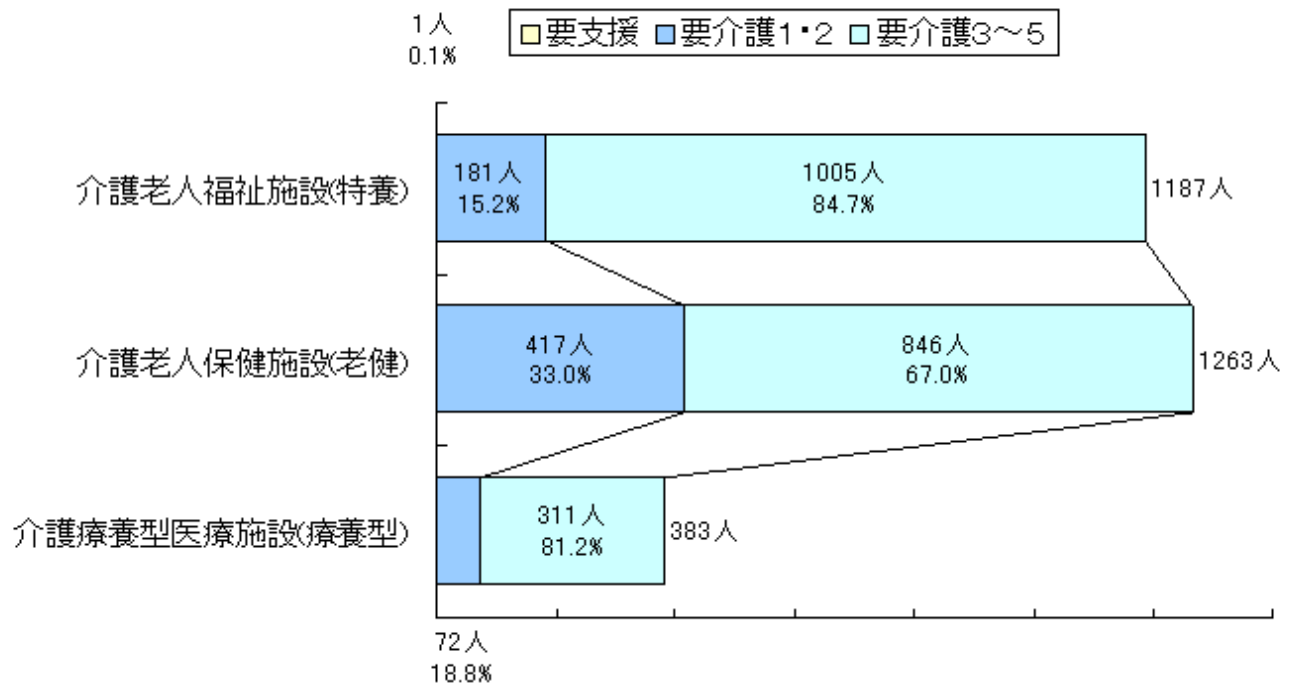 1人
0.1%
□要支援 □要介護1・2 □要介護3～5
介護老人福祉施設(特養)
181人
15.2%
1005人
84.7%
1187人
介護老人保健施設(老健)
417人
33.0%
846人
67.0%
1263人
介護療養型医療施設(療養型)
311人
81.2%
383人
72人
18.8%